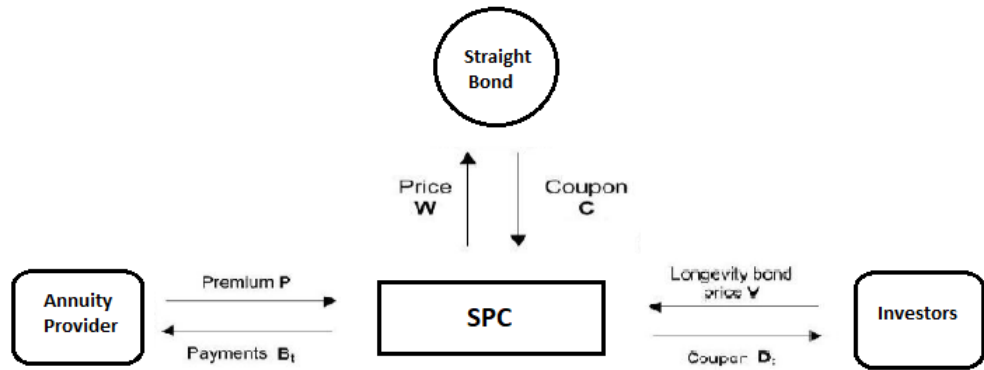 Straight
Bond
Price
W
Coupon
C
Annuity
Provider
Premium P
Payments Bt
SPC
Longevity bond
price V
Coupon Dt
Investors